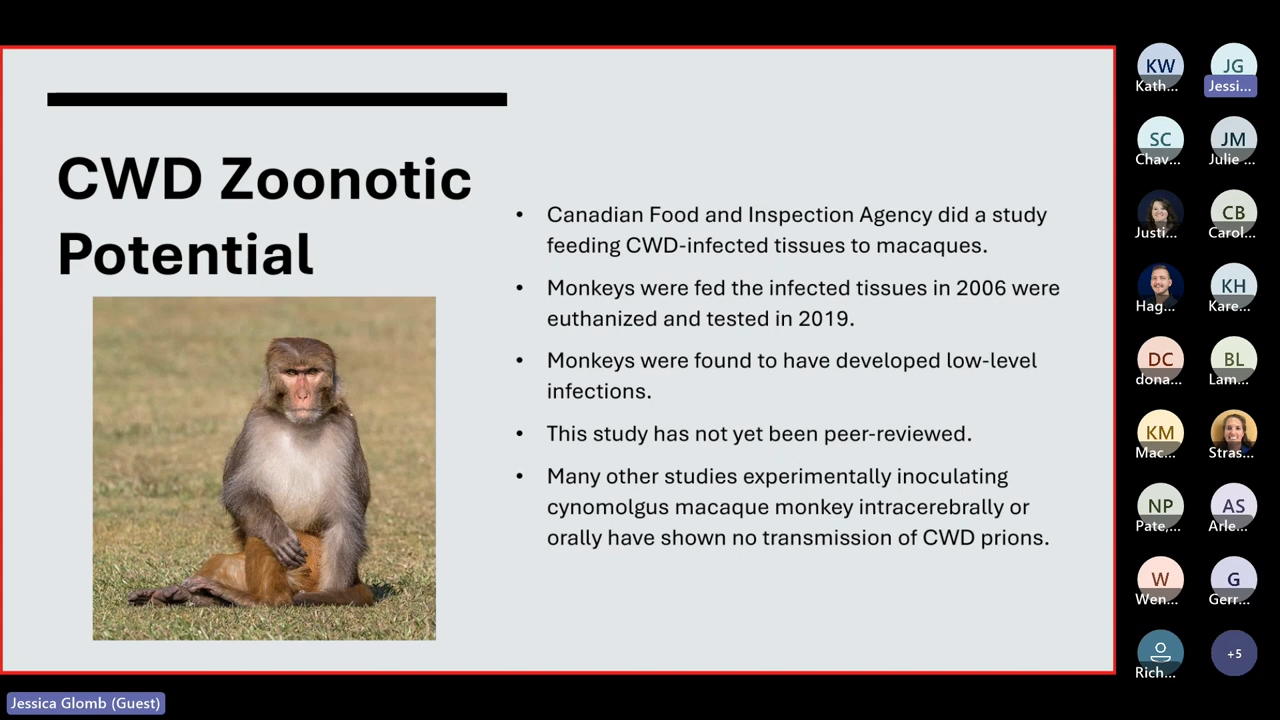 CWD Zoonotic
Potential
• Canadian Food and Inspection Agency did a study
feeding CWD-infected tissues to macaques.
• Monkeys were fed the infected tissues in 2006 were
euthanized and tested in 2019.
• Monkeys were found to have developed low-level
infections.
• This study has not yet been peer-reviewed.
• Many other studies experimentally inoculating
cynomolgus macaque monkey intracerebrally or
orally have shown no transmission of CWD prions.
KW JG
Kath... Jessi...
SC JM
Chav... Julie ...
CB
Justi... Carol...
KH
Hag... Kare...
DC BL
dona... Lam...
KM
Mac... Stras...
NP AS
Pate,... Arle...
W G
Wen... Gerr...
+5
Rich...
Jessica Glomb (Guest)